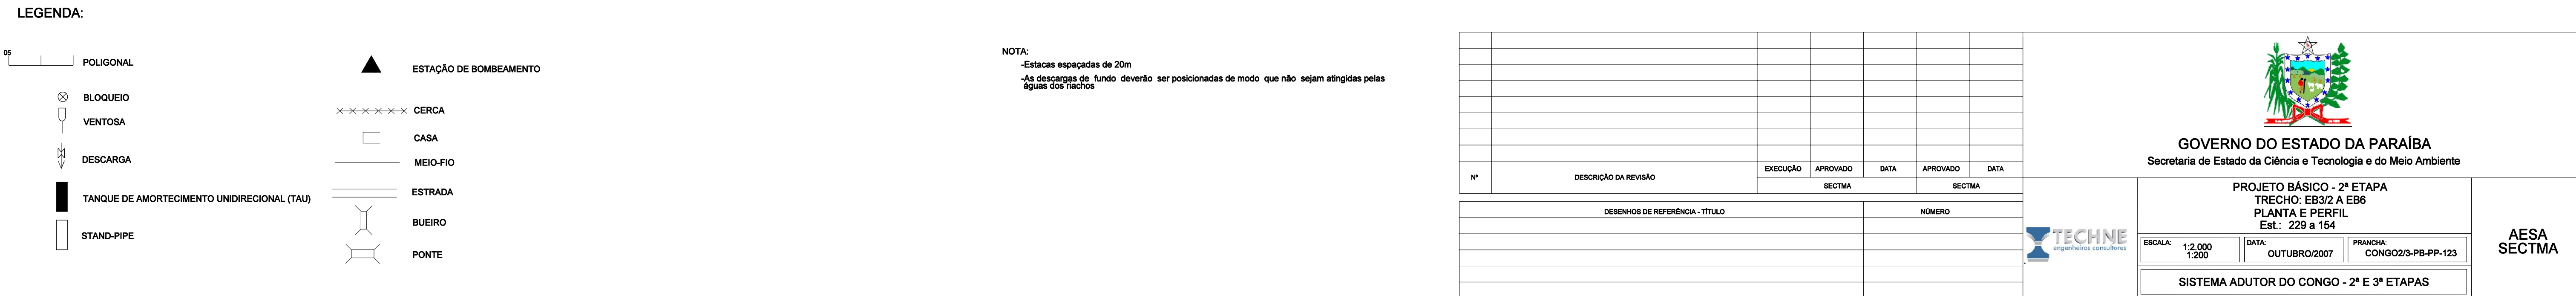 LEGENDA:
05
POLIGONAL
BLOQUEIO
VENTOSA
DESCARGA
TANQUE DE AMORTECIMENTO UNIDIRECIONAL (TAU)
STAND-PIPE
ESTAÇÃO DE BOMBEAMENTO
CERCA
CASA
MEIO-FIO
ESTRADA
BUEIRO
PONTE
NOTA:
-Estacas espaçadas de 20m
-As descargas de fundo deverão ser posicionadas de modo que não sejam atingidas pelas
águas dos riachos
Nº
DESCRIÇÃO DA REVISÃO
EXECUÇÃO APROVADO DATA APROVADO DATA
SECTMA SECTMA
DESENHOS DE REFERÊNCIA - TÍTULO NÚMERO
GOVERNO DO ESTADO DA PARAÍBA
Secretaria de Estado da Ciência e Tecnologia e do Meio Ambiente
TECHNE
engenheiros consultores
PROJETO BÁSICO - 2ª ETAPA
TRECHO: EB3/2 A EB6
PLANTA E PERFIL
Est.: 229 a 154
ESCALA: 1:2.000
1:200
DATA:
OUTUBRO/2007
PRANCHA:
CONGO2/3-PB-PP-123
SISTEMA ADUTOR DO CONGO - 2ª E 3ª ETAPAS
AESA
SECTMA